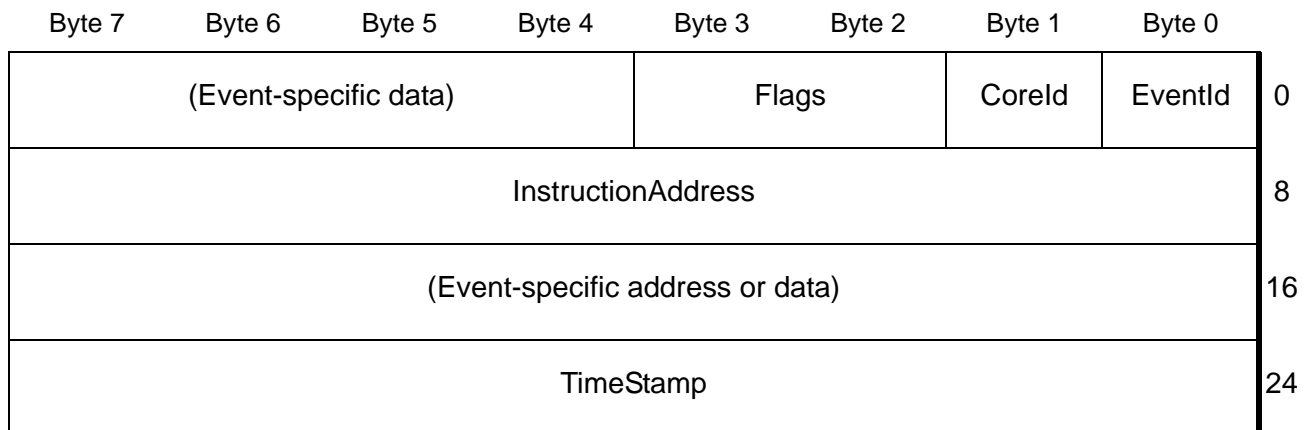 Byte 7 Byte 6 Byte 5 Byte 4 Byte 3 Byte 2 Byte 1 Byte 0
(Event-specific data) Flags CoreId EventId 0
InstructionAddress 8
(Event-specific address or data) 16
TimeStamp 24